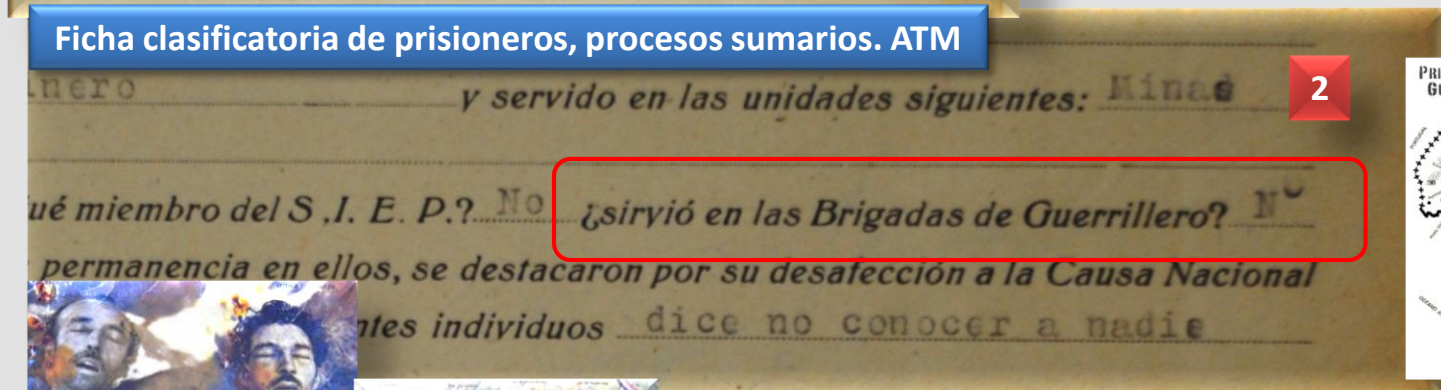 Ficha clasificatoria de prisioneros, procesos sumarios. ATM
2
nero y servido en las unidades siguientes: Minas
ué miembro del S.I. E. P.? No ¿sirvió en las Brigadas de Guerrillero? No
permanencia en ellos, se destacaron por su desafección a la Causa Nacional
ntes individuos dice no conocer a nadie